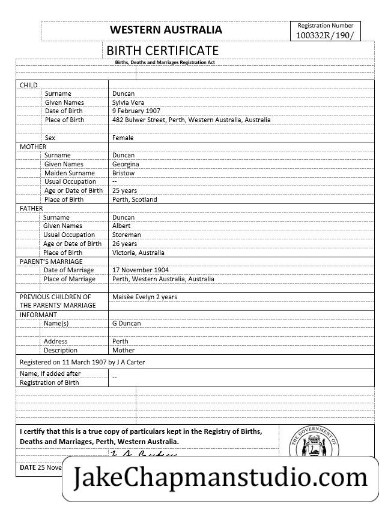 WESTERN AUSTRALIA
Registration Number
100332R/190/
BIRTH CERTIFICATE
Births, Deaths and Marriages Registration Act
CHILD
Surname Duncan
Given Names Sylvia Vera
Date of Birth 9 February 1907
Place of Birth 482 Bulwer Street, Perth, Western Australia, Australia
Sex Female
MOTHER
Surname Duncan
Given Names Georgina
Maiden Surname Bristow
Usual Occupation --
Age or Date of Birth 25 years
Place of Birth Perth, Scotland
FATHER
Surname Duncan
Given Names Albert
Usual Occupation Storeman
Age or Date of Birth 26 years
Place of Birth Victoria, Australia
PARENT'S MARRIAGE
Date of Marriage 17 November 1904
Place of Marriage Perth, Western Australia, Australia
PREVIOUS CHILDREN OF Maisee Evelyn 2 years
THE PARENTS' MARRIAGE
INFORMANT
Name(s) G Duncan
Address Perth
Description Mother
Registered on 11 March 1907 by J A Carter
Name, if added after --
Registration of Birth
I certify that this is a true copy of particulars kept in the Registry of Births,
Deaths and Marriages, Perth, Western Australia.
THE GOVERNMENT OF
DATE 25 Nove
JakeChapmanstudio.com